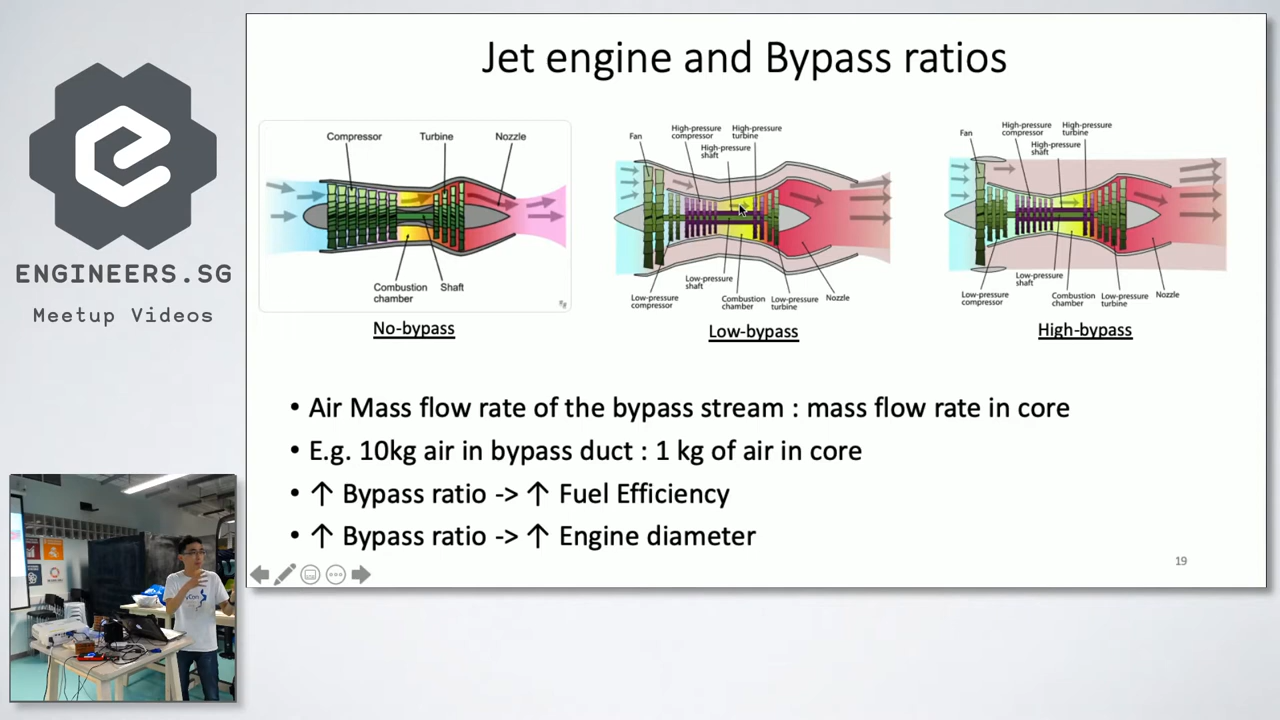 Jet engine and Bypass ratios
Compressor
Turbine
Nozzle
Combustion
chamber
Shaft
No-bypass
Fan
High-pressure
compressor
High-pressure
turbine
High-pressure
shaft
Low-pressure
compressor
Low-pressure
shaft
Combustion
chamber
Low-pressure
turbine
Nozzle
Low-bypass
Fan
High-pressure
compressor
High-pressure
turbine
High-pressure
shaft
Low-pressure
compressor
Low-pressure
shaft
Combustion
chamber
Low-pressure
turbine
Nozzle
High-bypass
• Air Mass flow rate of the bypass stream : mass flow rate in core
• E.g. 10kg air in bypass duct : 1 kg of air in core
• ↑ Bypass ratio -> ↑ Fuel Efficiency
• ↑ Bypass ratio -> ↑ Engine diameter
19
ENGINEERS.SG
Meetup Videos